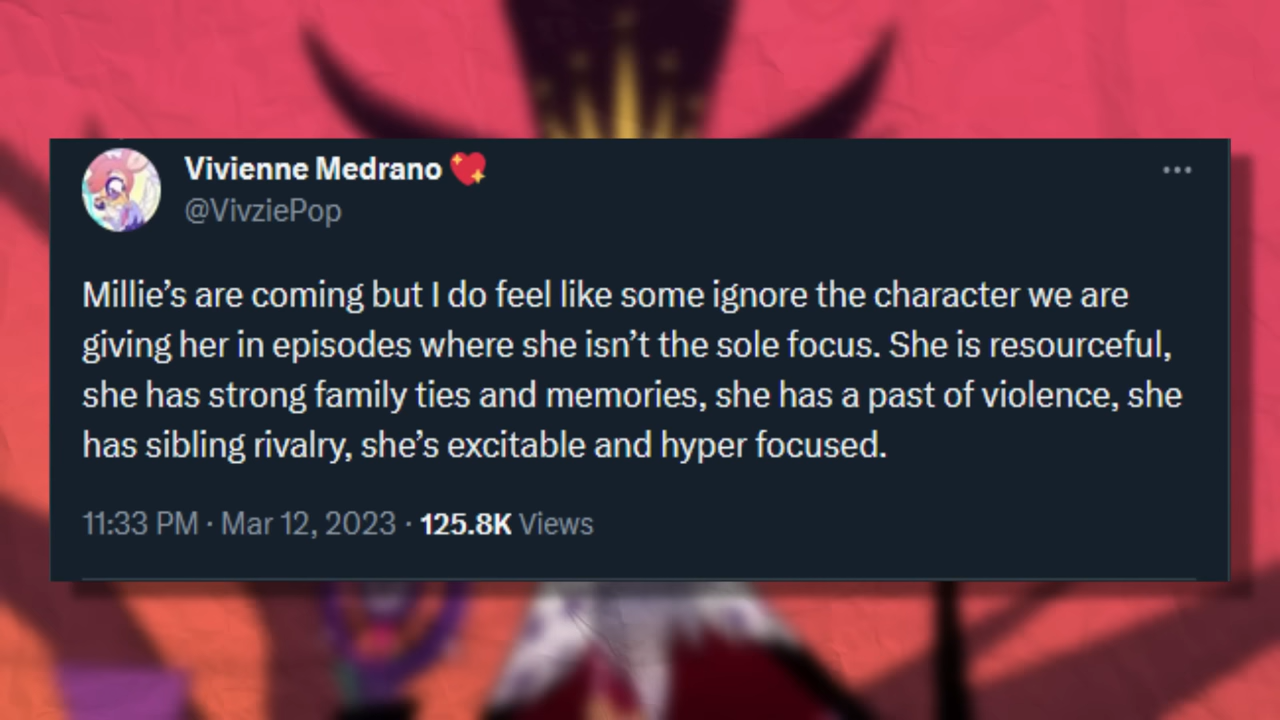 Vivienne Medrano 💖
@VivziePop
Millie’s are coming but I do feel like some ignore the character we are
giving her in episodes where she isn’t the sole focus. She is resourceful,
she has strong family ties and memories, she has a past of violence, she
has sibling rivalry, she’s excitable and hyper focused.
11:33 PM · Mar 12, 2023 · 125.8K Views